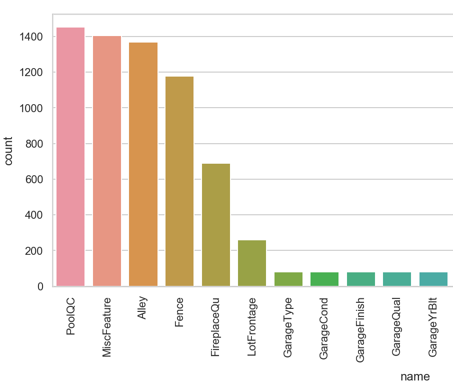 1400
1200
1000
800
600
400
200
0
count
PoolQC
MiscFeature
Alley
Fence
FireplaceQu
LotFrontage
GarageType
GarageCond
GarageFinish
GarageQual
GarageYrBlt
name